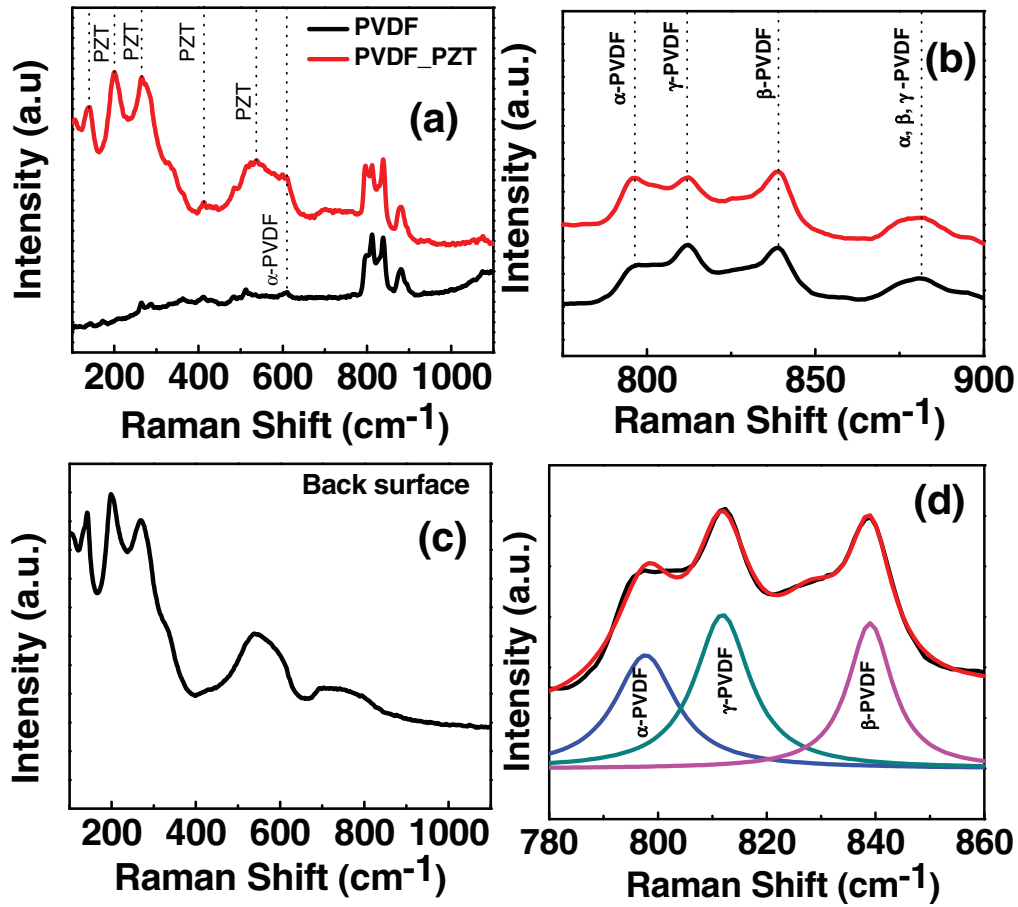 PVDF
PVDF_PZT
PZT
PZT
PZT
PZT
α-PVDF
(a)
Intensity (a.u)
200 400 600 800 1000
Raman Shift (cm-1)
α-PVDF
γ-PVDF
β-PVDF
α, β, γ -PVDF
(b)
Intensity (a.u)
800 850 900
Raman Shift (cm-1)
Back surface
(c)
Intensity (a.u.)
200 400 600 800 1000
Raman Shift (cm-1)
(d)
α-PVDF
γ-PVDF
β-PVDF
Intensity (a.u.)
780 800 820 840 860
Raman Shift (cm-1)